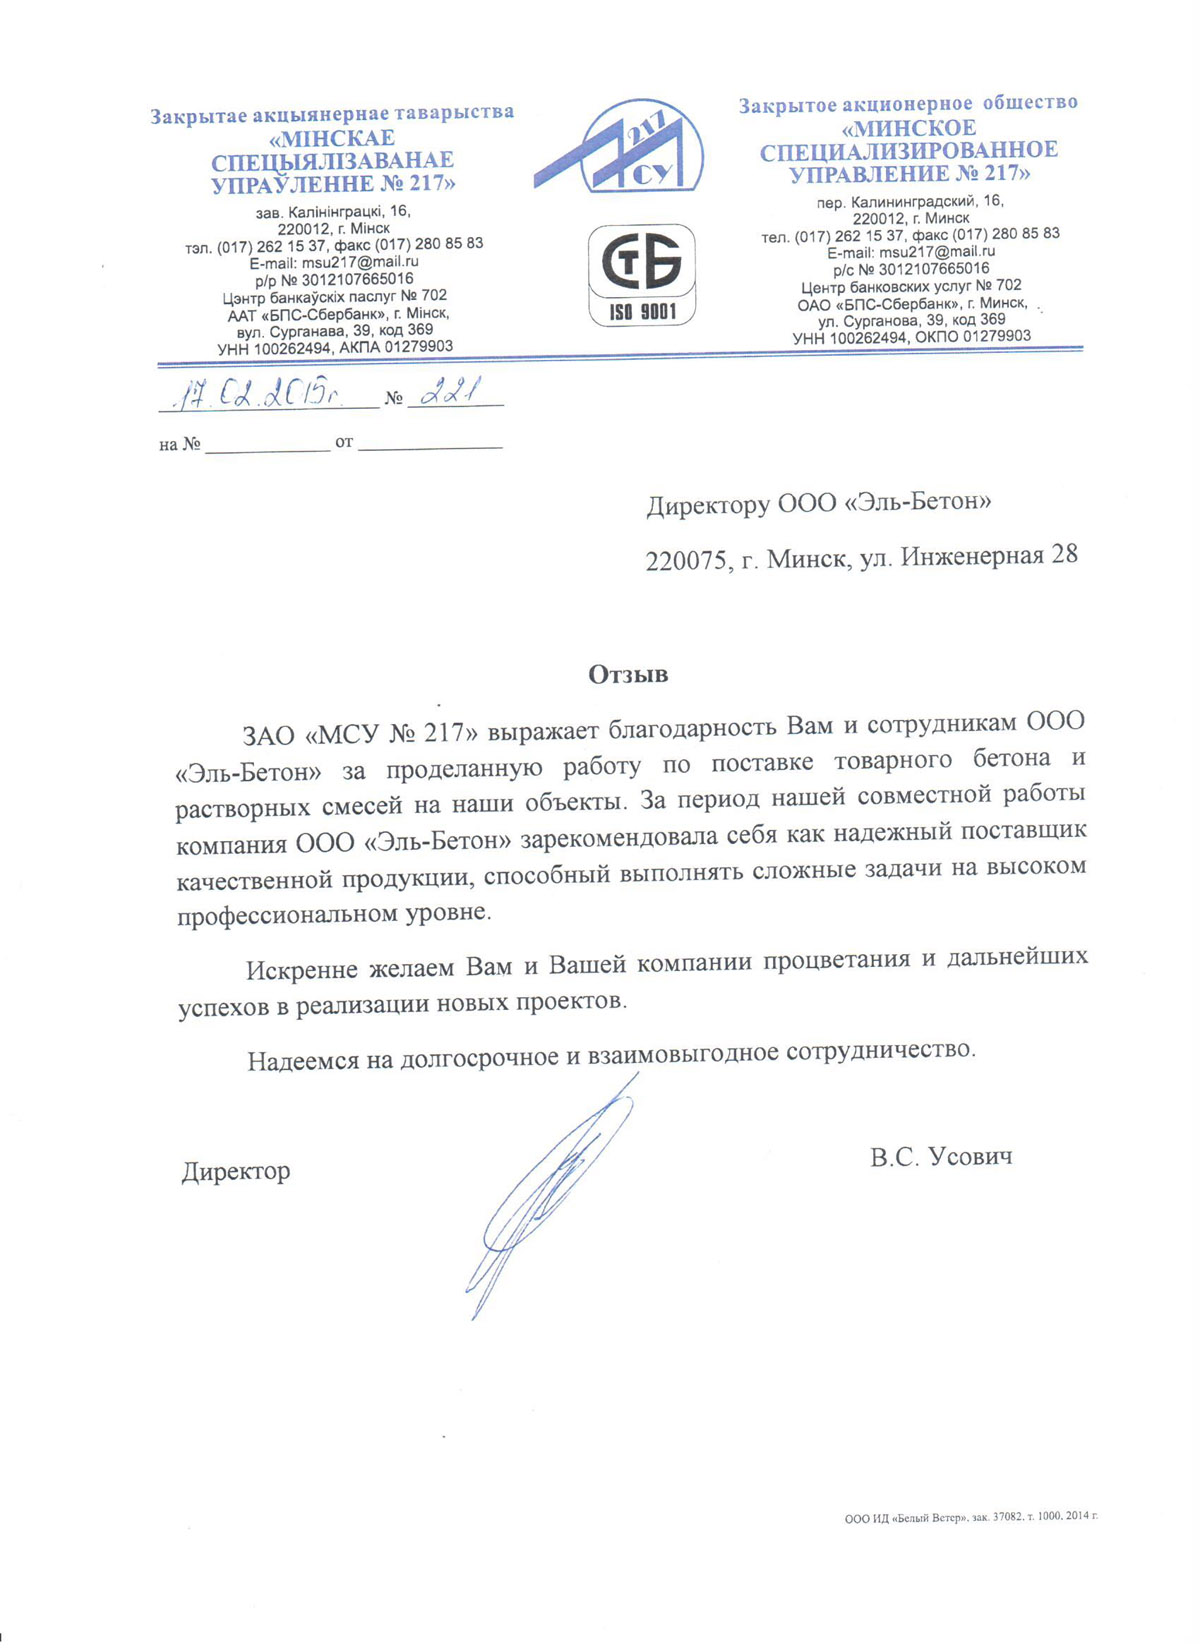 Закрытае акцыянернае таварыства
«МІНСКАЕ
СПЕЦЫЯЛІЗАВАНАЕ
УПРАЎЛЕННЕ № 217»
зав. Калінінграцкі, 16,
220012, г. Мінск
тэл. (017) 262 15 37, факс (017) 280 85 83
E-mail: msu217@mail.ru
р/р № 3012107665016
Цэнтр банкаўскіх паслуг № 702
ААТ «БПС-Сбербанк», г. Мінск,
вул. Сурганава, 39, код 369
УНН 100262494, АКПА 01279903
217
МСУ
СТБ
ISO 9001
Закрытое акционерное общество
«МИНСКОЕ
СПЕЦИАЛИЗИРОВАННОЕ
УПРАВЛЕНИЕ № 217»
пер. Калининградский, 16,
220012, г. Минск
тел. (017) 262 15 37, факс (017) 280 85 83
E-mail: msu217@mail.ru
р/с № 3012107665016
Центр банковских услуг № 702
ОАО «БПС-Сбербанк», г. Минск,
ул. Сурганова, 39, код 369
УНН 100262494, ОКПО 01279903
17.02.2015г. № 221
на № ____________ от ____________
Директору ООО «Эль-Бетон»
220075, г. Минск, ул. Инженерная 28
Отзыв
ЗАО «МСУ № 217» выражает благодарность Вам и сотрудникам ООО
«Эль-Бетон» за проделанную работу по поставке товарного бетона и
растворных смесей на наши объекты. За период нашей совместной работы
компания ООО «Эль-Бетон» зарекомендовала себя как надежный поставщик
качественной продукции, способный выполнять сложные задачи на высоком
профессиональном уровне.
Искренне желаем Вам и Вашей компании процветания и дальнейших
успехов в реализации новых проектов.
Надеемся на долгосрочное и взаимовыгодное сотрудничество.
Директор В.С. Усович
ООО ИД «Белый Ветер», зак. 37082, т. 1000, 2014 г.